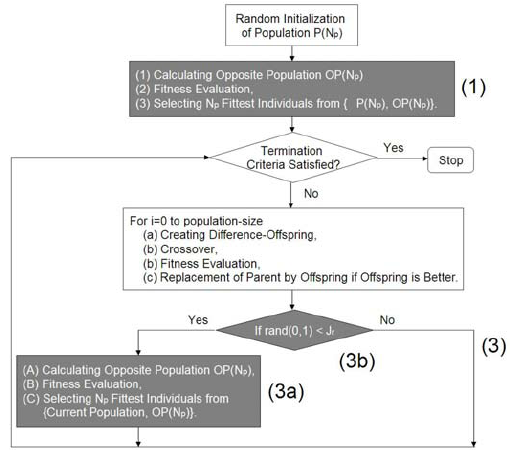 Random Initialization
of Population P(Np)
(1) Calculating Opposite Population OP(Np)
(2) Fitness Evaluation,
(3) Selecting Np Fittest Individuals from { P(Np), OP(Np)}.
(1)
Termination
Criteria Satisfied?
Yes
Stop
No
For i=0 to population-size
(a) Creating Difference-Offspring,
(b) Crossover,
(b) Fitness Evaluation,
(c) Replacement of Parent by Offspring if Offspring is Better.
Yes
If rand(0,1) < Jr
No
(3)
(3b)
(A) Calculating Opposite Population OP(Np),
(B) Fitness Evaluation,
(C) Selecting Np Fittest Individuals from
{Current Population, OP(Np)}.
(3a)